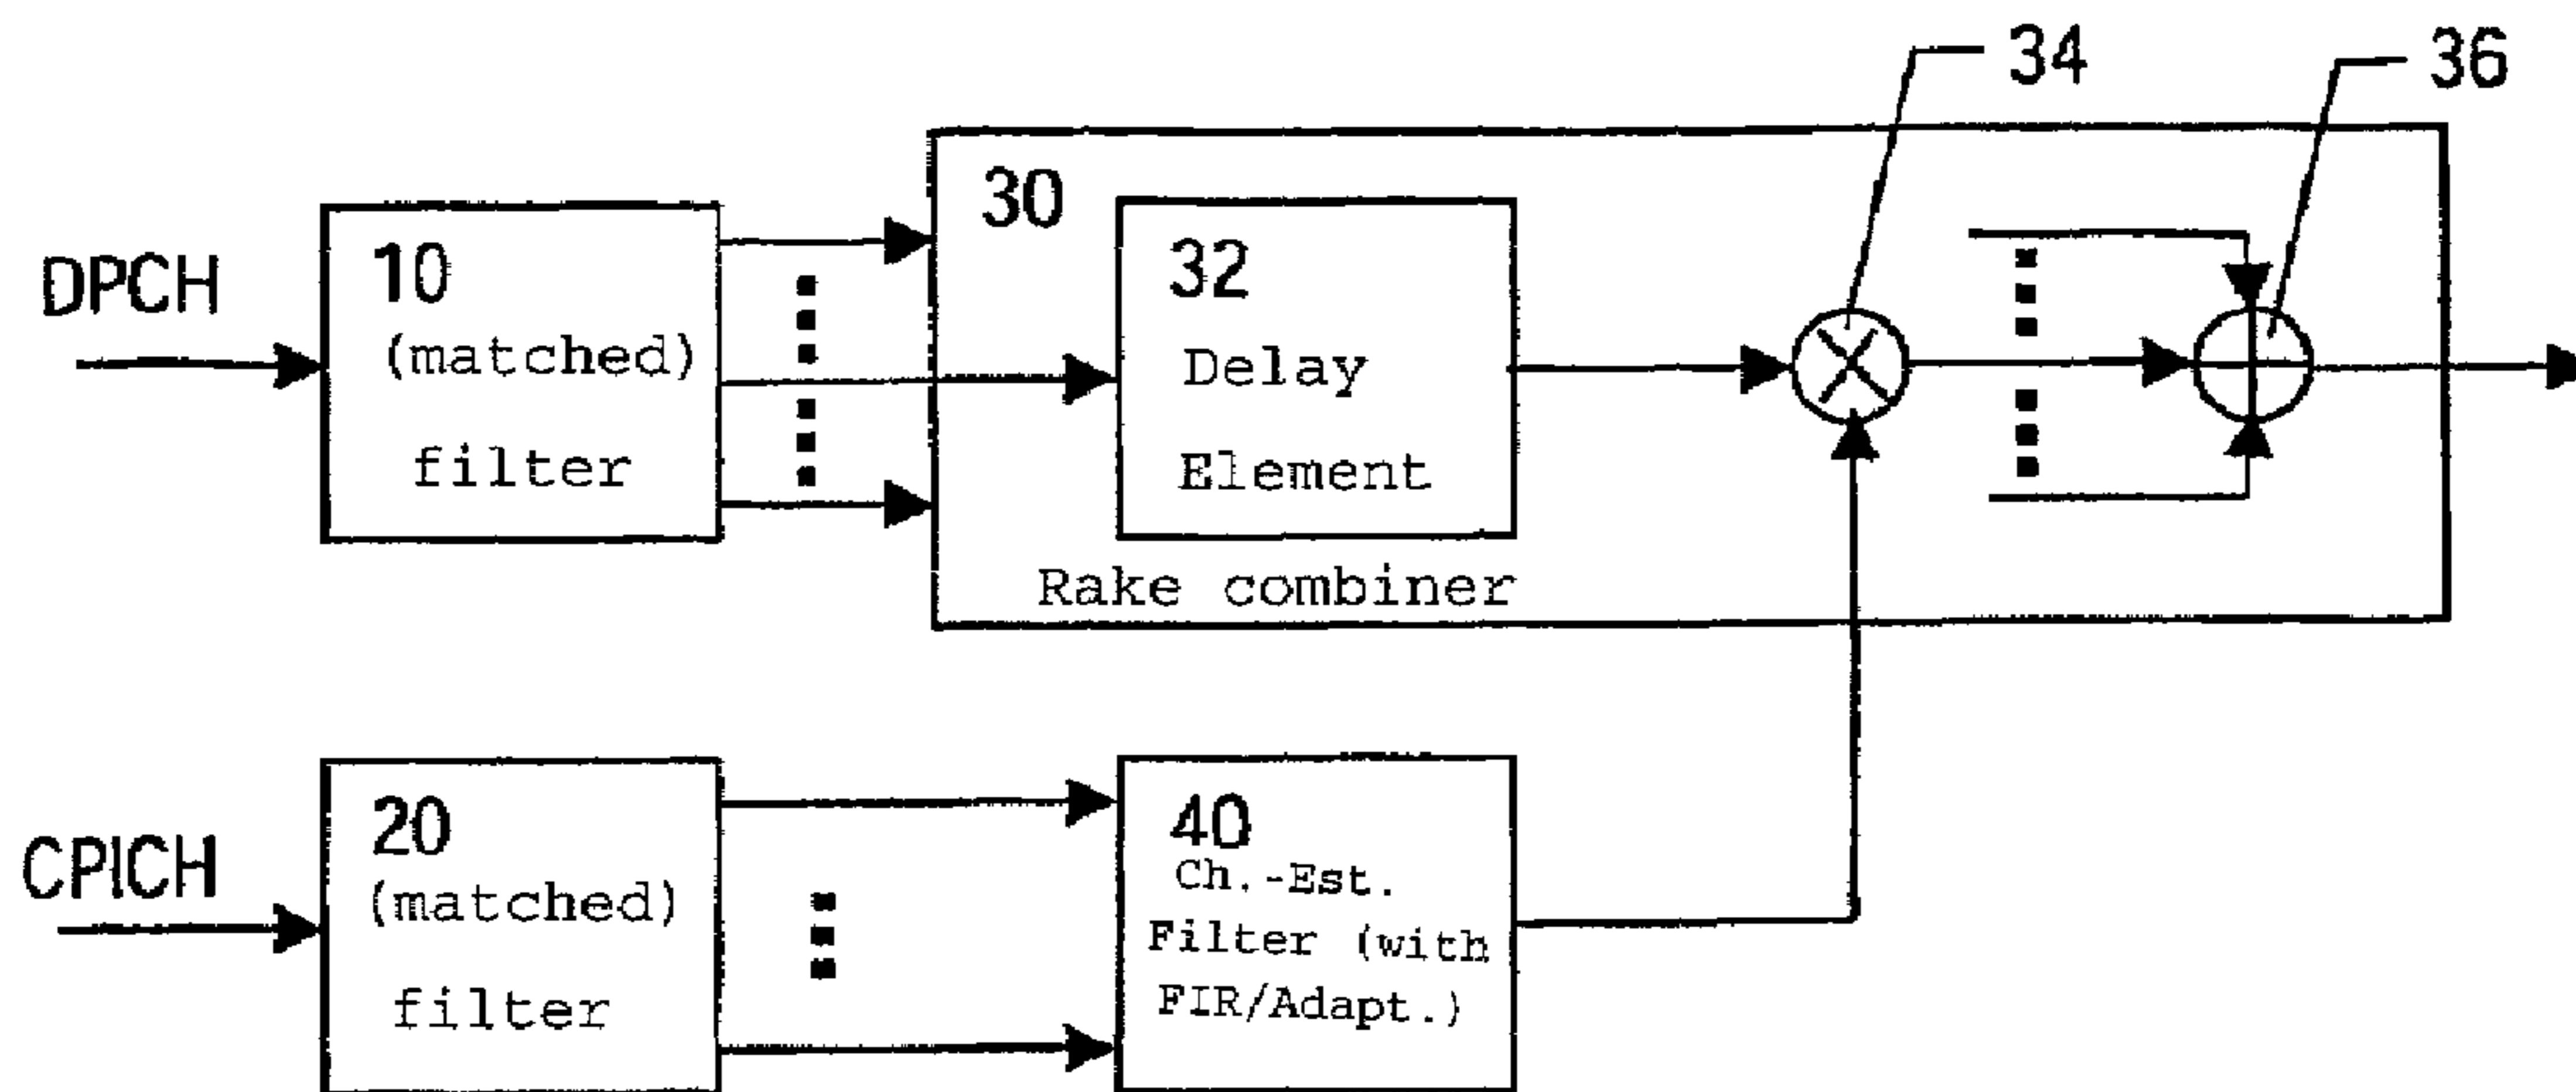 34
36
30
DPCH
10
(matched)
filter
32
Delay
Element
Rake combiner
CPICH
20
(matched)
filter
40
Ch.-Est.
Filter (with
FIR/Adapt.)